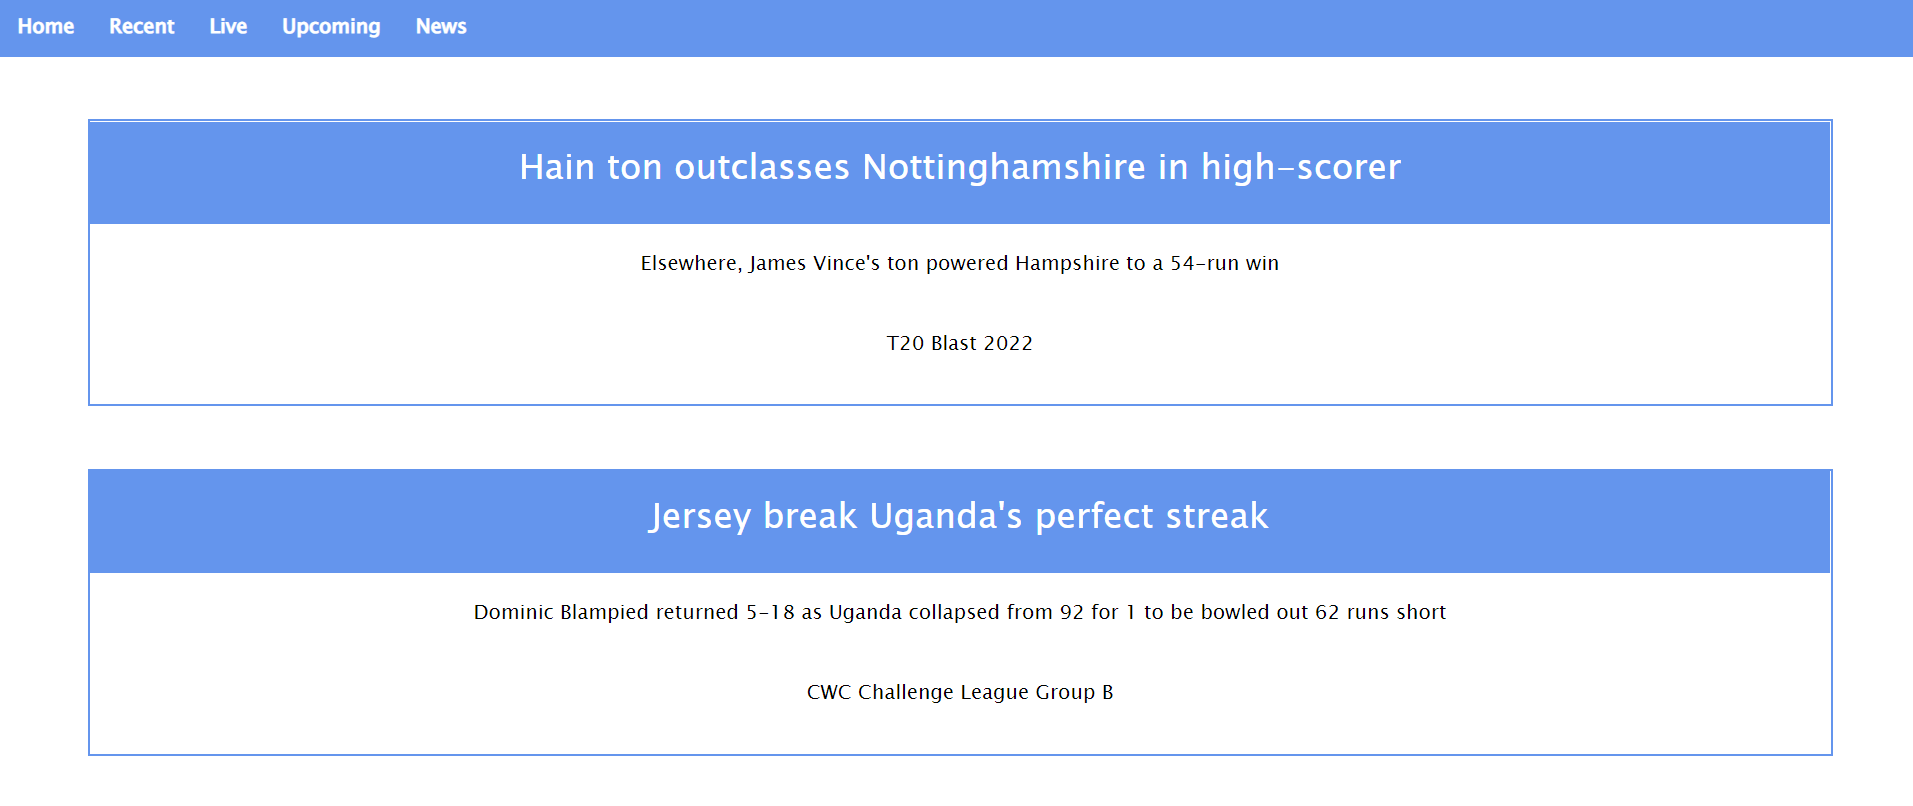 Home Recent Live Upcoming News
Hain ton outclasses Nottinghamshire in high-scorer
Elsewhere, James Vince's ton powered Hampshire to a 54-run win
T20 Blast 2022
Jersey break Uganda's perfect streak
Dominic Blampied returned 5-18 as Uganda collapsed from 92 for 1 to be bowled out 62 runs short
CWC Challenge League Group B